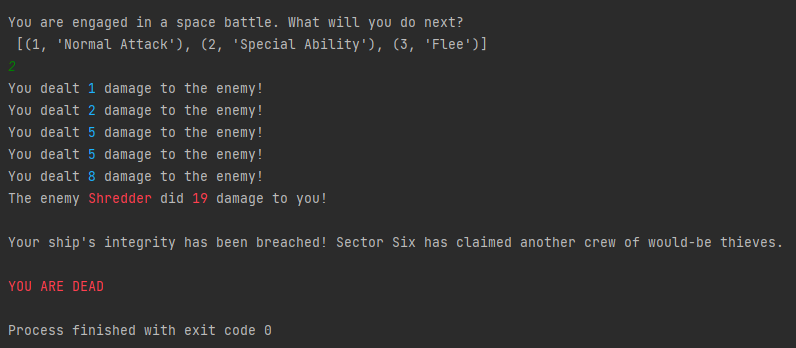 You are engaged in a space battle. What will you do next?
[(1, 'Normal Attack'), (2, 'Special Ability'), (3, 'Flee')]
2
You dealt 1 damage to the enemy!
You dealt 2 damage to the enemy!
You dealt 5 damage to the enemy!
You dealt 5 damage to the enemy!
You dealt 8 damage to the enemy!
The enemy Shredder did 19 damage to you!
Your ship's integrity has been breached! Sector Six has claimed another crew of would-be thieves.
YOU ARE DEAD
Process finished with exit code 0